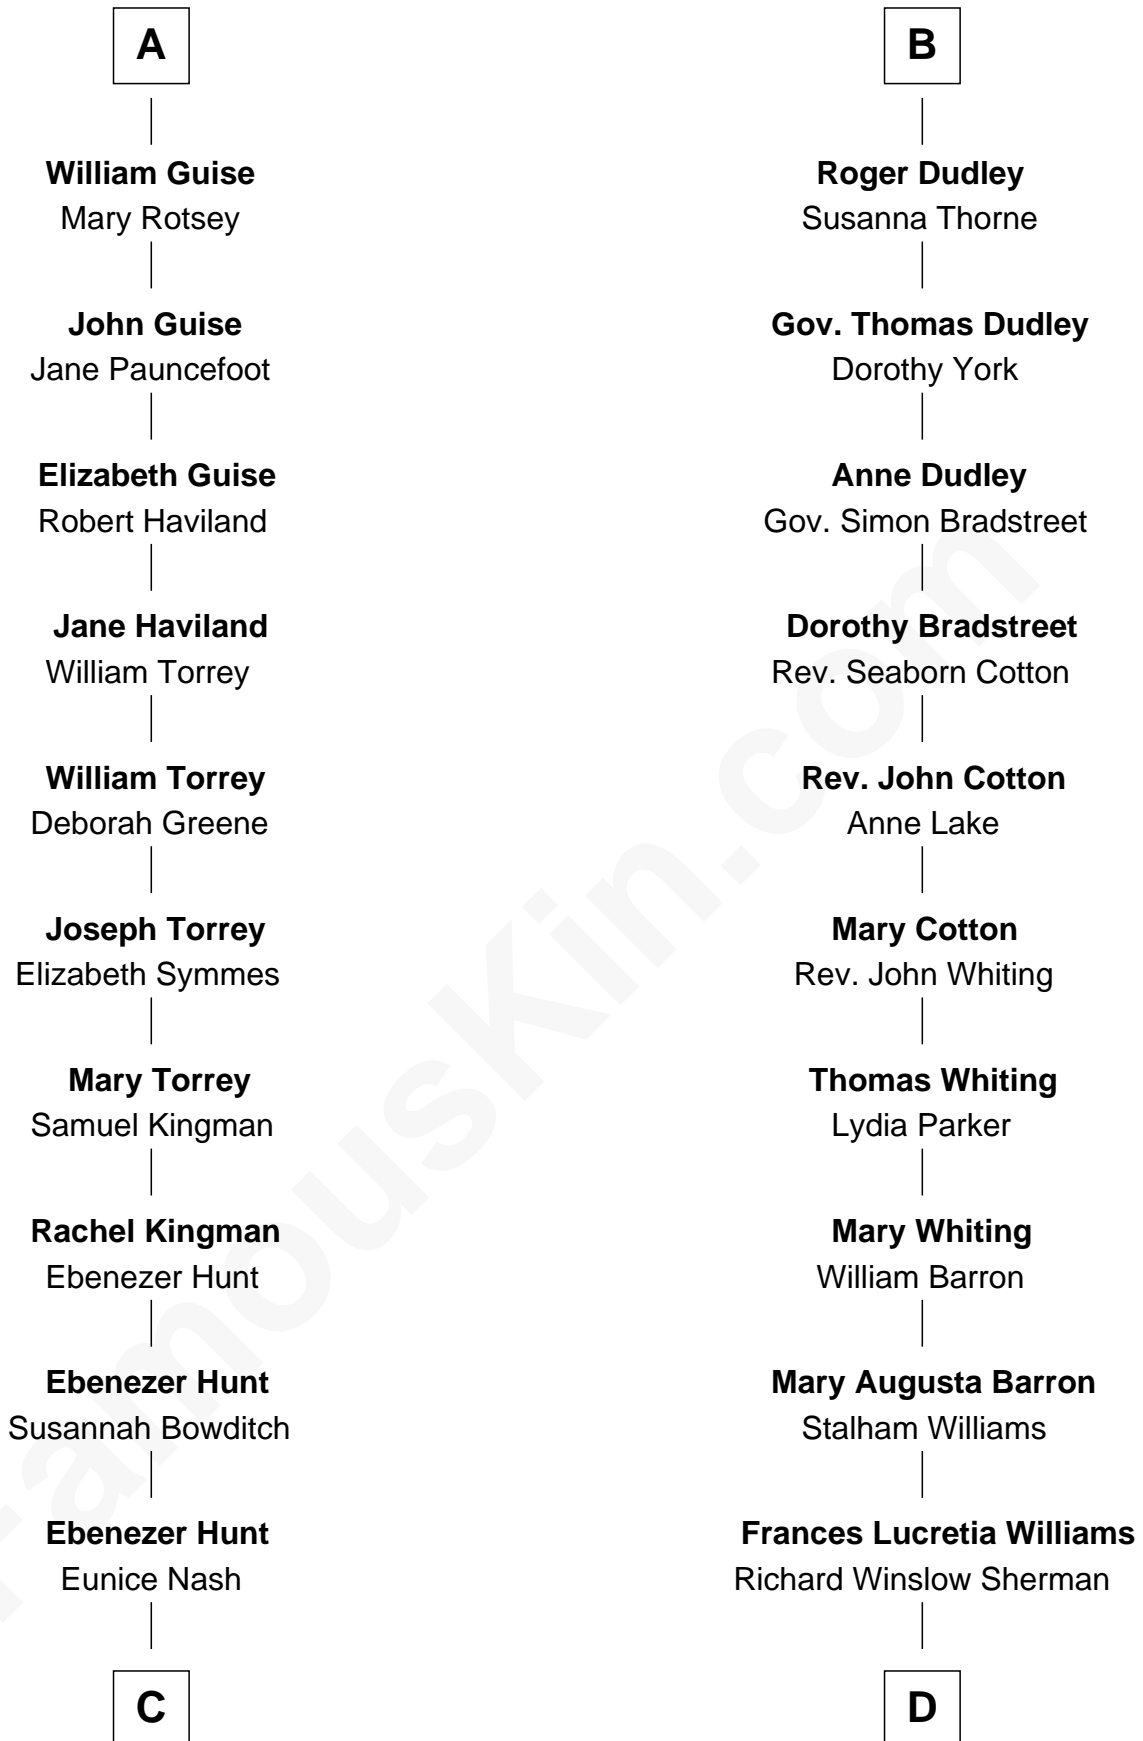 A
William Guise
Mary Rotsey
John Guise
Jane Pauncefoot
Elizabeth Guise
Robert Haviland
Jane Haviland
William Torrey
William Torrey
Deborah Greene
Joseph Torrey
Elizabeth Symmes
Mary Torrey
Samuel Kingman
Rachel Kingman
Ebenezer Hunt
Ebenezer Hunt
Susannah Bowditch
Ebenezer Hunt
Eunice Nash
C
B
Roger Dudley
Susanna Thorne
Gov. Thomas Dudley
Dorothy York
Anne Dudley
Gov. Simon Bradstreet
Dorothy Bradstreet
Rev. Seaborn Cotton
Rev. John Cotton
Anne Lake
Mary Cotton
Rev. John Whiting
Thomas Whiting
Lydia Parker
Mary Whiting
William Barron
Mary Augusta Barron
Stalham Williams
Frances Lucretia Williams
Richard Winslow Sherman
D
FamousKin.com